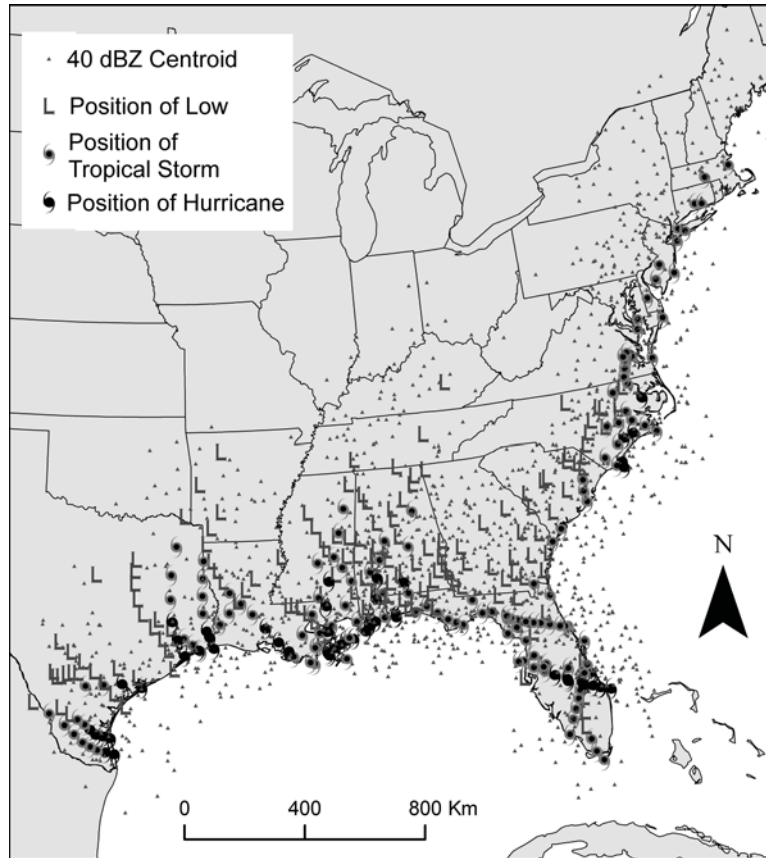 40 dBZ Centroid
L Position of Low
Position of
Tropical Storm
Position of Hurricane
N
0 400 800 Km